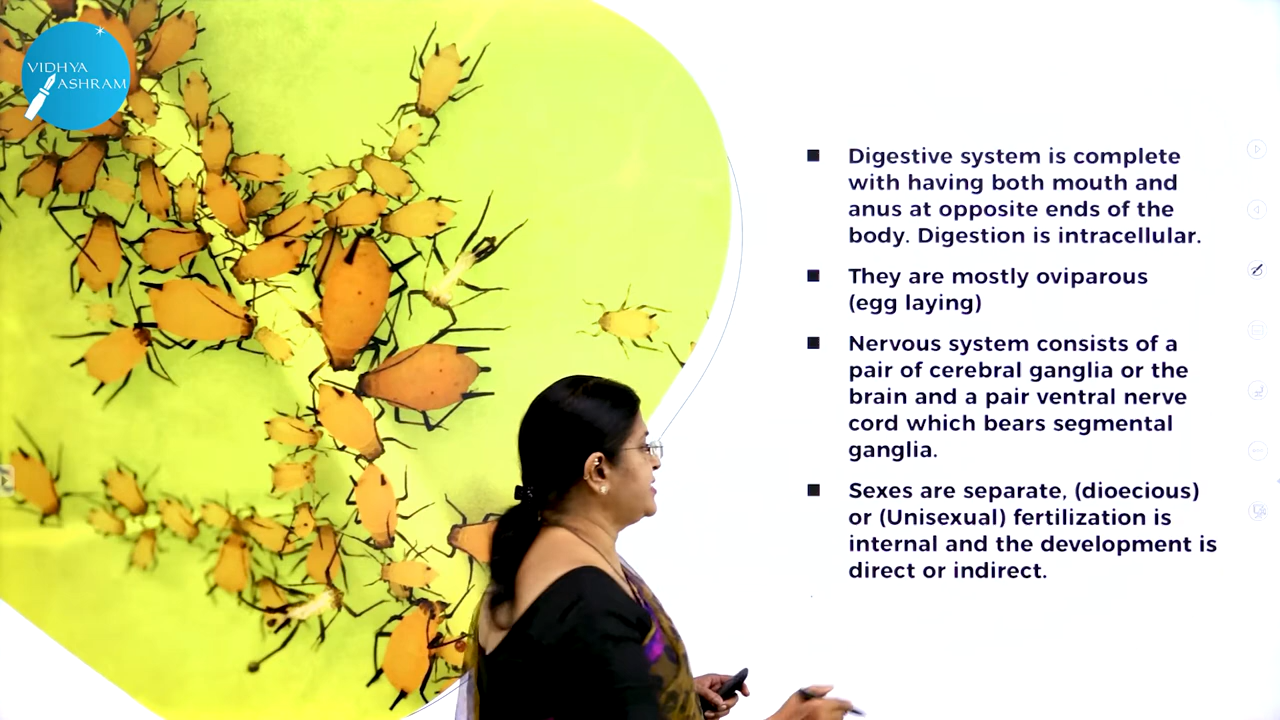 VIDHYA
ASHRAM
Digestive system is complete
with having both mouth and
anus at opposite ends of the
body. Digestion is intracellular.
They are mostly oviparous
(egg laying)
Nervous system consists of a
pair of cerebral ganglia or the
brain and a pair ventral nerve
cord which bears segmental
ganglia.
Sexes are separate, (dioecious)
or (Unisexual) fertilization is
internal and the development is
direct or indirect.